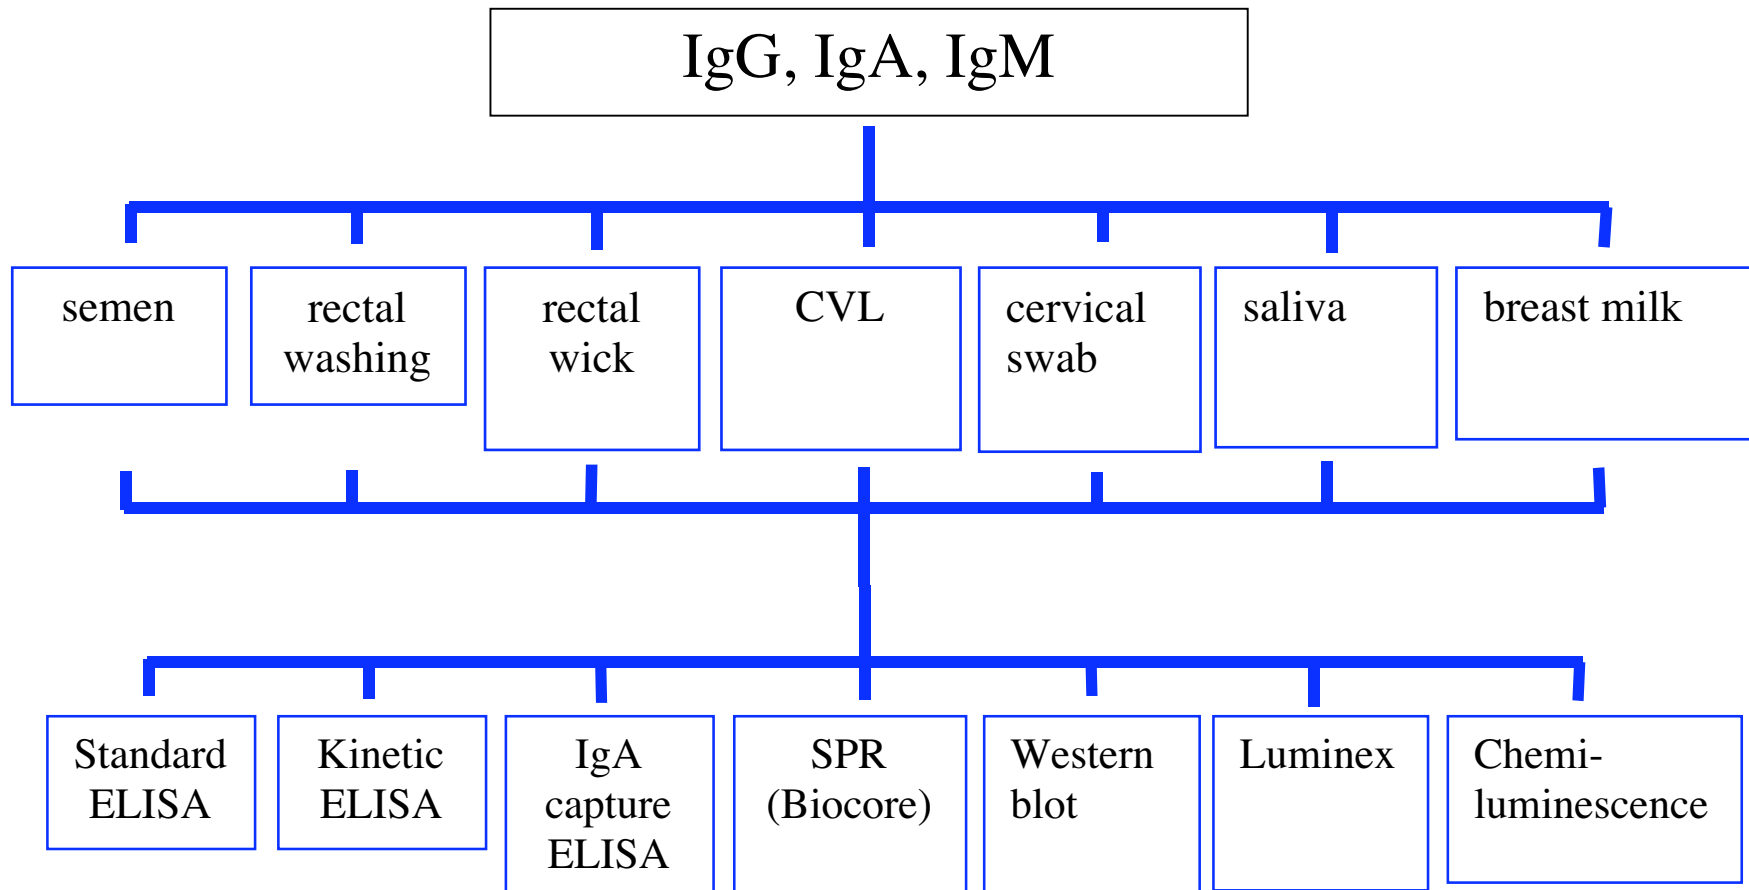 IgG, IgA, IgM
semen
rectal
washing
rectal
wick
CVL
cervical
swab
saliva
breast milk
Standard
ELISA
Kinetic
ELISA
IgA
capture
ELISA
SPR
(Biocore)
Western
blot
Luminex
Chemi-
luminescence